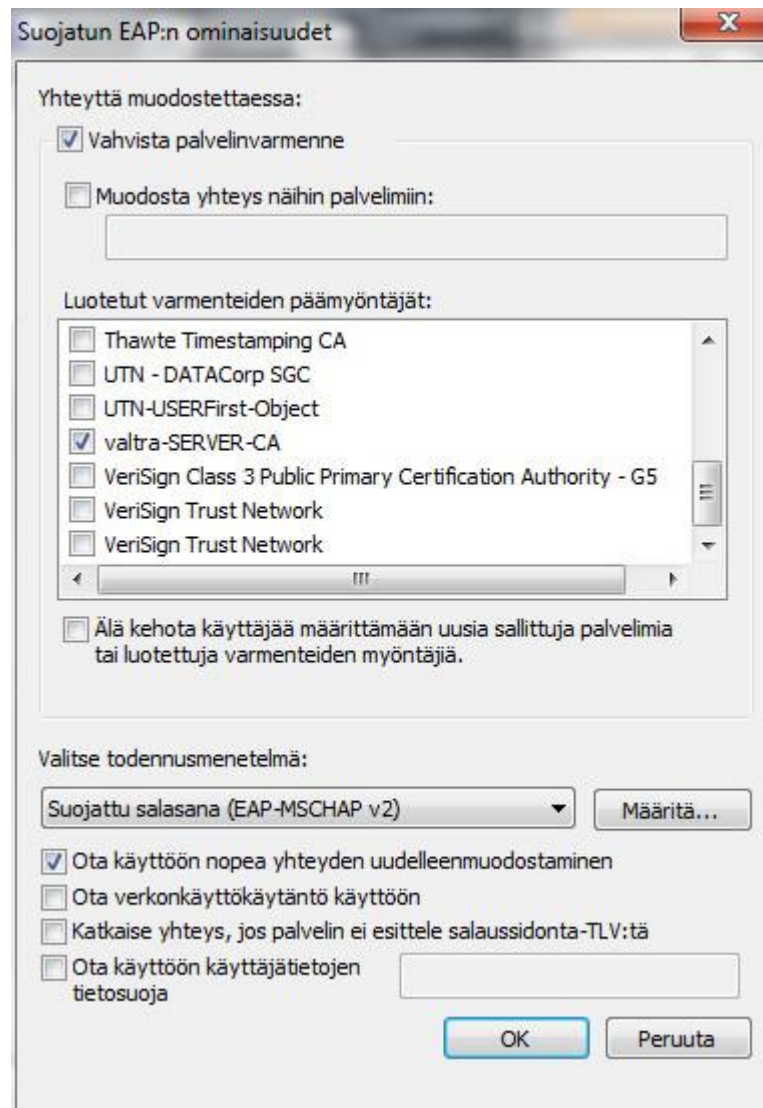 Suojatun EAP:n ominaisuudet
Yhteyttä muodostettaessa:
Vahvista palvelinvarmenne
Muodosta yhteys näihin palvelimiin:
Luotetut varmenteiden päämyöntäjät:
Thawte Timestamping CA
UTN - DATACorp SGC
UTN-USERFirst-Object
valtra-SERVER-CA
VeriSign Class 3 Public Primary Certification Authority - G5
VeriSign Trust Network
VeriSign Trust Network
Älä kehota käyttäjää määrittämään uusia sallittuja palvelimia
tai luotettuja varmenteiden myöntäjiä.
Valitse todennusmenetelmä:
Suojattu salasana (EAP-MSCHAP v2)
Määritä...
Ota käyttöön nopea yhteyden uudelleenmuodostaminen
Ota verkonkäyttökäytäntö käyttöön
Katkaise yhteys, jos palvelin ei esittele salaussidonta-TLV:tä
Ota käyttöön käyttäjätietojen
tietosuoja
OK
Peruuta